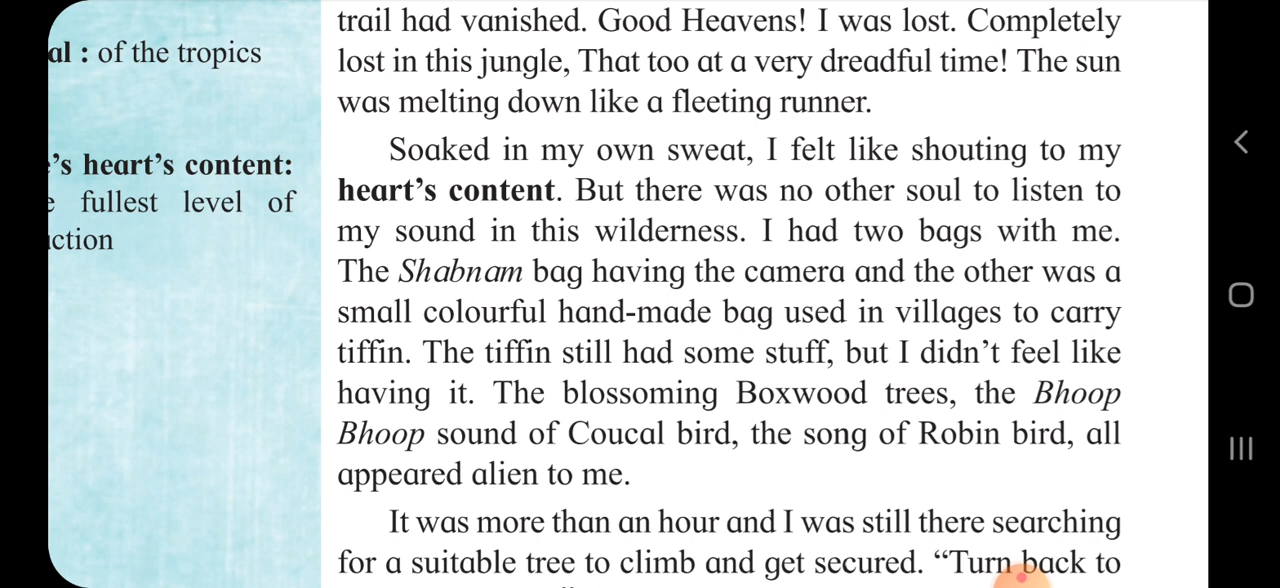 al : of the tropics
’s heart’s content:
e fullest level of
ction
trail had vanished. Good Heavens! I was lost. Completely
lost in this jungle, That too at a very dreadful time! The sun
was melting down like a fleeting runner.
Soaked in my own sweat, I felt like shouting to my
heart’s content. But there was no other soul to listen to
my sound in this wilderness. I had two bags with me.
The Shabnam bag having the camera and the other was a
small colourful hand-made bag used in villages to carry
tiffin. The tiffin still had some stuff, but I didn’t feel like
having it. The blossoming Boxwood trees, the Bhoop
Bhoop sound of Coucal bird, the song of Robin bird, all
appeared alien to me.
It was more than an hour and I was still there searching
for a suitable tree to climb and get secured. “Turn back to